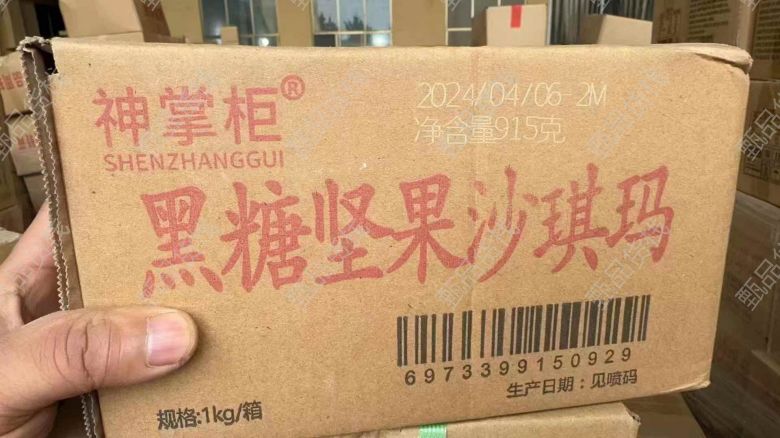 神掌柜®
SHENZHANGGUI
2024/04/06-2M
净含量915克
黑糖坚果沙琪玛
6973399150929
生产日期：见喷码
规格:1kg/箱